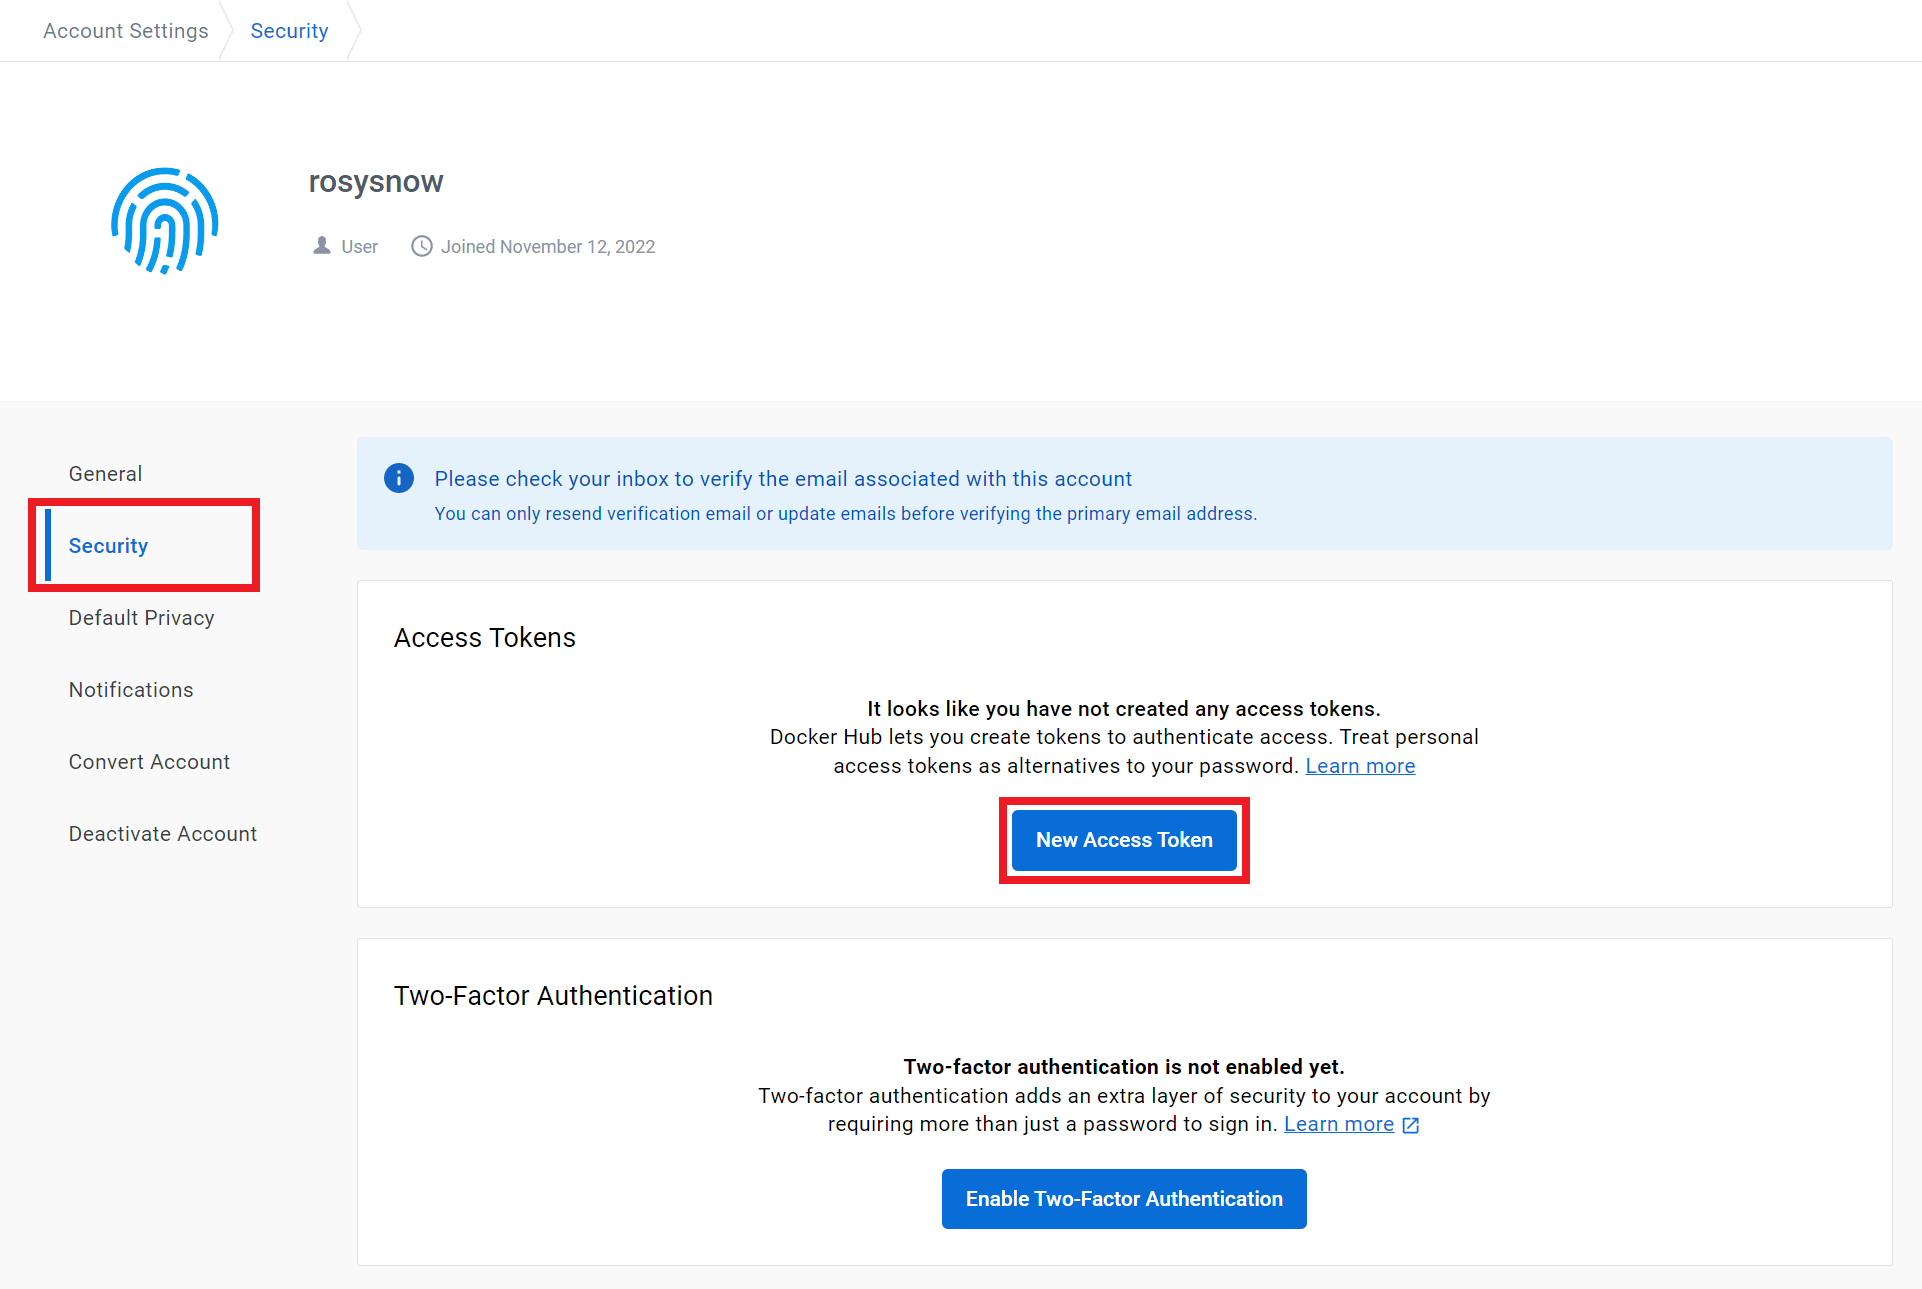 Account Settings
Security
rosysnow
User
Joined November 12, 2022
General
Security
Default Privacy
Notifications
Convert Account
Deactivate Account
Please check your inbox to verify the email associated with this account
You can only resend verification email or update emails before verifying the primary email address.
Access Tokens
It looks like you have not created any access tokens.
Docker Hub lets you create tokens to authenticate access. Treat personal
access tokens as alternatives to your password. Learn more
New Access Token
Two-Factor Authentication
Two-factor authentication is not enabled yet.
Two-factor authentication adds an extra layer of security to your account by
requiring more than just a password to sign in. Learn more
Enable Two-Factor Authentication